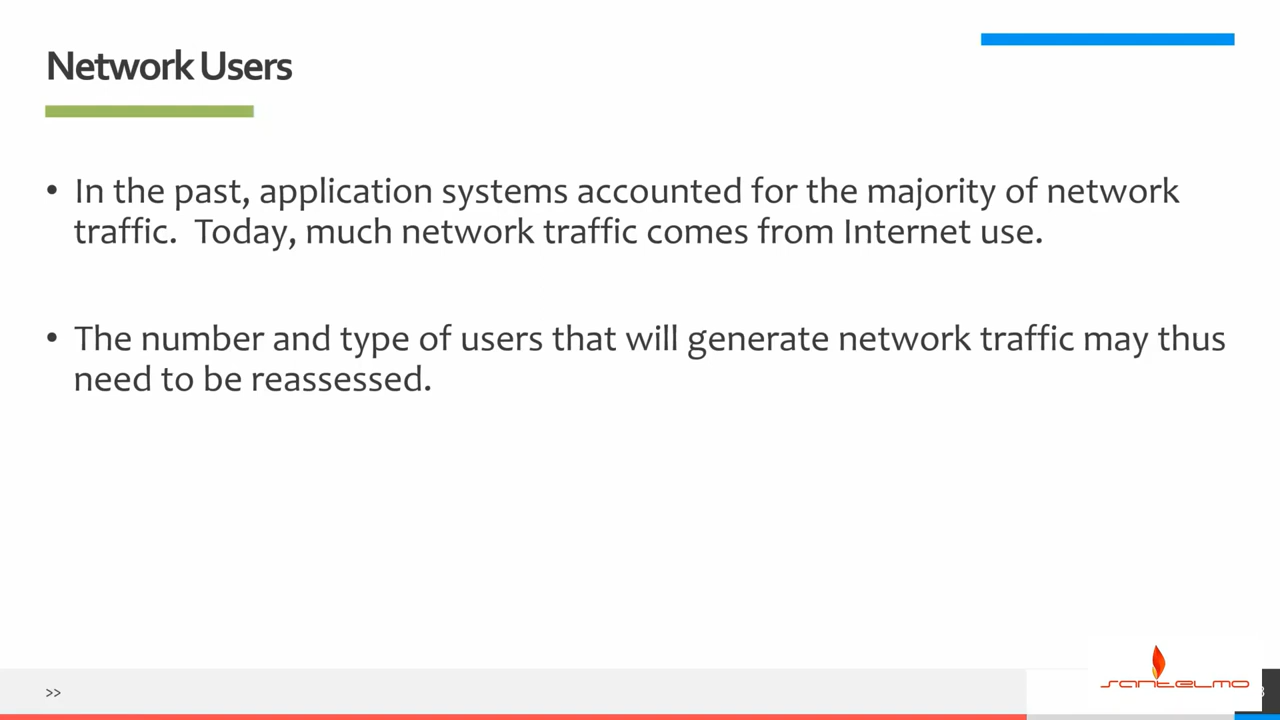 Network Users
• In the past, application systems accounted for the majority of network
traffic.  Today, much network traffic comes from Internet use.
• The number and type of users that will generate network traffic may thus
need to be reassessed.
>>
santelmo